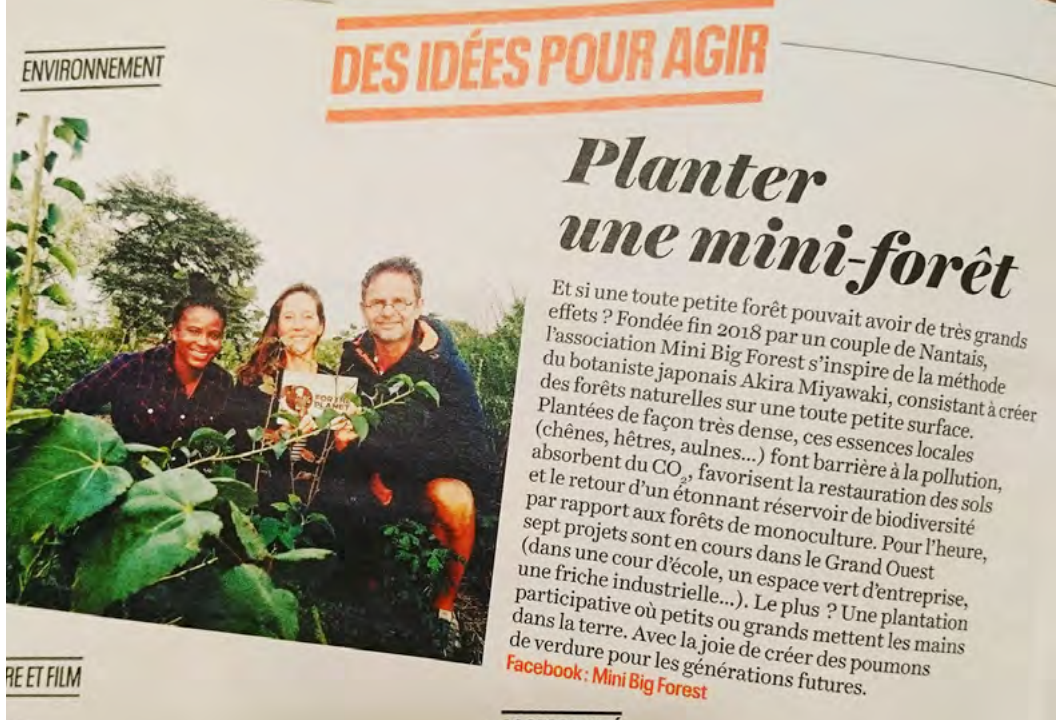 ENVIRONNEMENT
DES IDÉES POUR AGIR
FOR THE
PLANET
Planter
une mini-forêt
Et si une toute petite forêt pouvait avoir de très grands
effets ? Fondée fin 2018 par un couple de Nantais,
l'association Mini Big Forest s'inspire de la méthode
du botaniste japonais Akira Miyawaki, consistant à créer
des forêts naturelles sur une toute petite surface.
Plantées de façon très dense, ces essences locales
(chênes, hêtres, aulnes...) font barrière à la pollution,
absorbent du CO₂, favorisent la restauration des sols
et le retour d'un étonnant réservoir de biodiversité
par rapport aux forêts de monoculture. Pour l'heure,
sept projets sont en cours dans le Grand Ouest
(dans une cour d'école, un espace vert d'entreprise,
une friche industrielle...). Le plus ? Une plantation
participative où petits ou grands mettent les mains
dans la terre. Avec la joie de créer des poumons
de verdure pour les générations futures.
Facebook : Mini Big Forest
RE ET FILM